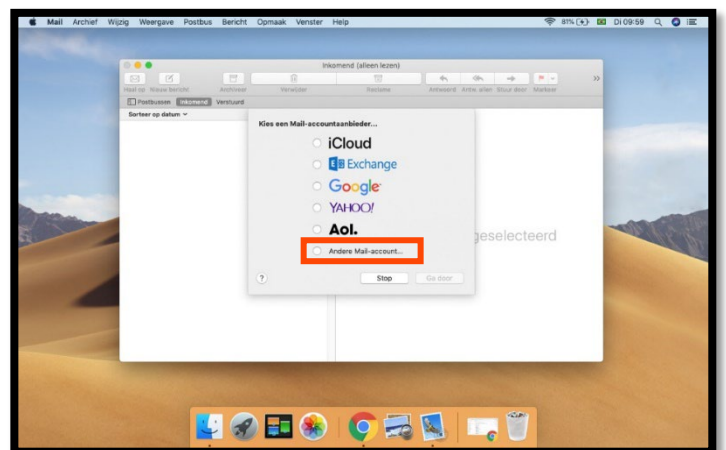 Mail Archief Wijzig Weergave Postbus Bericht Opmaak Venster Help 81% Di 09:59
Inkomend (alleen lezen)
Haal op Nieuw bericht Archiveer Verwijder Reclame Antwoord Antw. allen Stuur door Markeer
Postbussen Inkomend Verstuurd
Sorteer op datum
Kies een Mail-accountaanbieder...
iCloud
E Exchange
Google
YAHOO!
Aol.
geselecteerd
Andere Mail-account...
? Stop Ga door